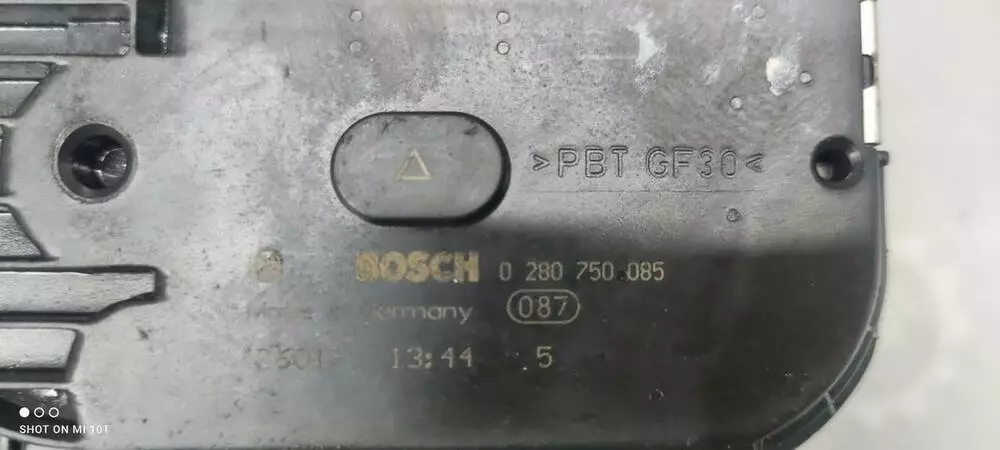 >PBT GF30<
BOSCH 0 280 750 085
Made in Germany 087
13:44 5
SHOT ON MI 10T